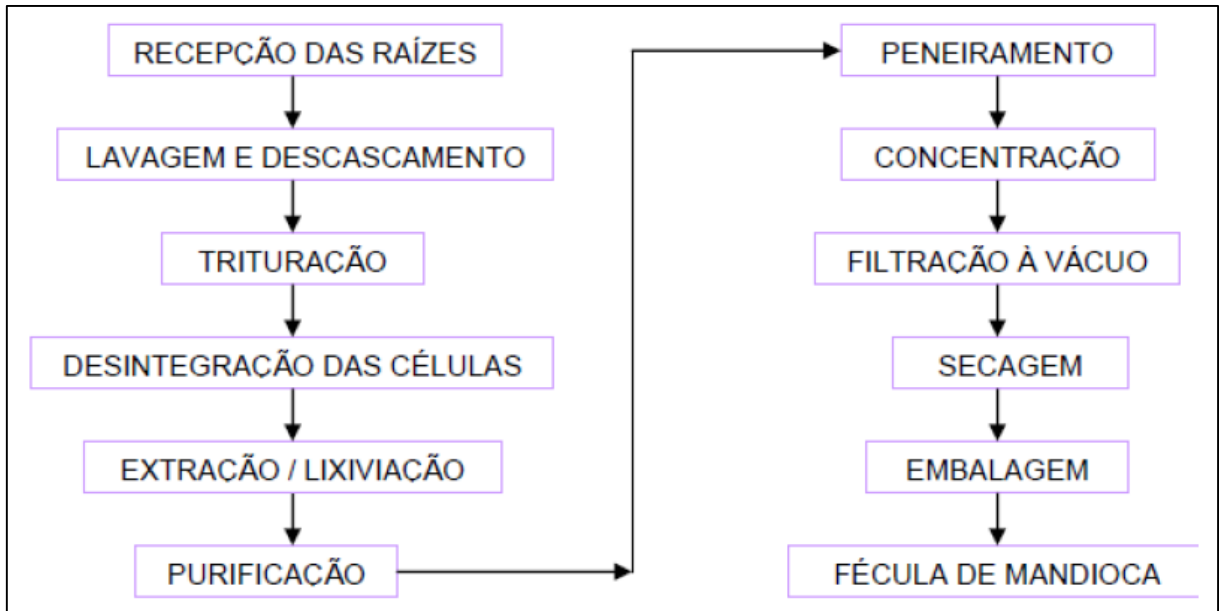 RECEPÇÃO DAS RAÍZES
LAVAGEM E DESCASCAMENTO
TRITURAÇÃO
DESINTEGRAÇÃO DAS CÉLULAS
EXTRAÇÃO / LIXIVIAÇÃO
PURIFICAÇÃO
PENEIRAMENTO
CONCENTRAÇÃO
FILTRAÇÃO À VÁCUO
SECAGEM
EMBALAGEM
FÉCULA DE MANDIOCA